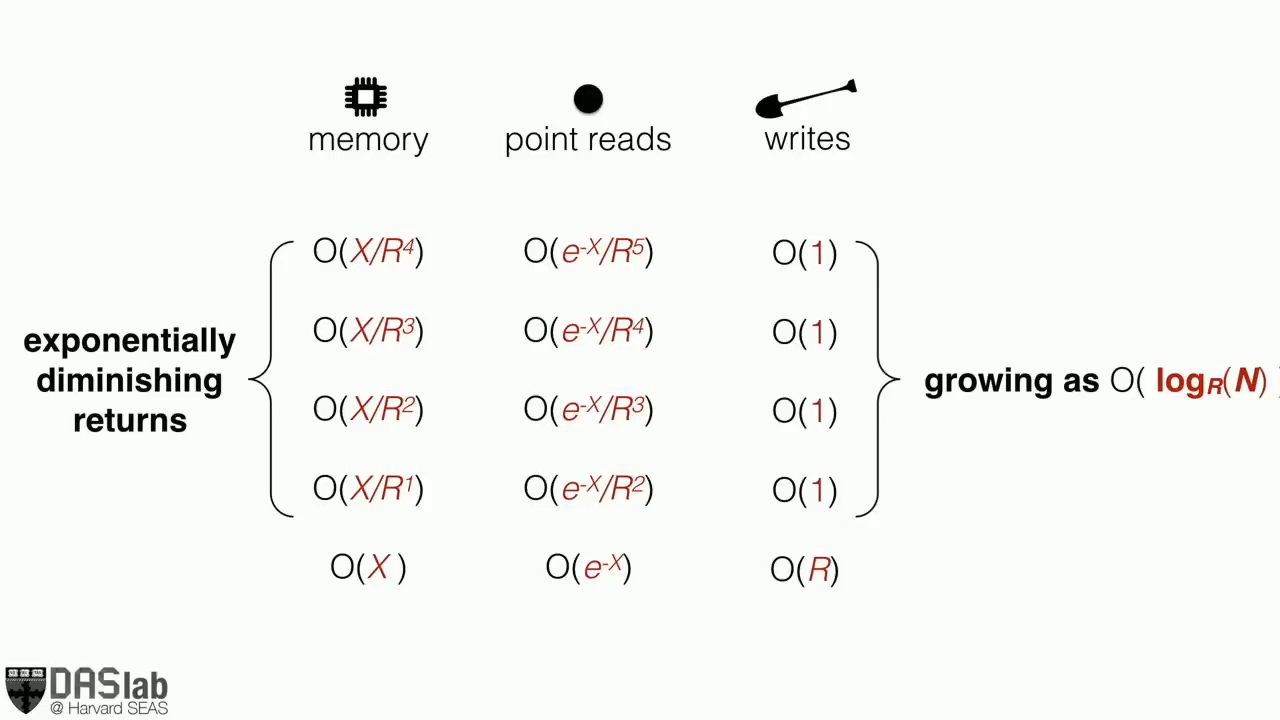 memory point reads writes
O(X/R⁴) O(e⁻ˣ/R⁵) O(1)
O(X/R³) O(e⁻ˣ/R⁴) O(1)
exponentially
diminishing
returns
growing as O( log_R(N) )
O(X/R²) O(e⁻ˣ/R³) O(1)
O(X/R¹) O(e⁻ˣ/R²) O(1)
O(X ) O(e⁻ˣ) O(R)
DASlab
@ Harvard SEAS